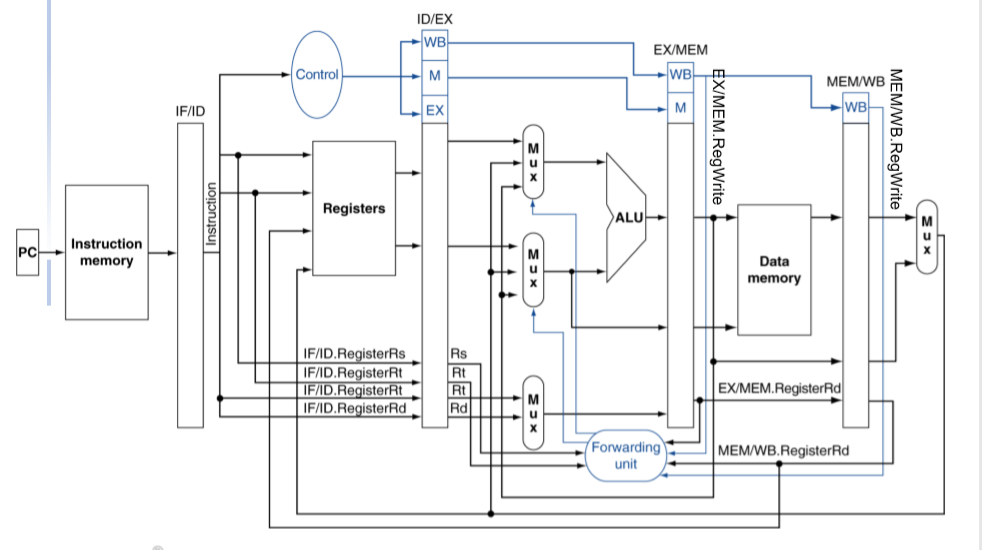 ID/EX
WB
EX/MEM
Control
M
WB
EX/MEM.RegWrite
MEM/WB
MEM/WB.RegWrite
IF/ID
EX
M
WB
M
u
x
Instruction
Registers
PC
Instruction
memory
ALU
M
u
x
M
u
x
Data
memory
IF/ID.RegisterRs
Rs
IF/ID.RegisterRt
Rt
IF/ID.RegisterRt
Rt
EX/MEM.RegisterRd
IF/ID.RegisterRd
Rd
M
u
x
Forwarding
unit
MEM/WB.RegisterRd